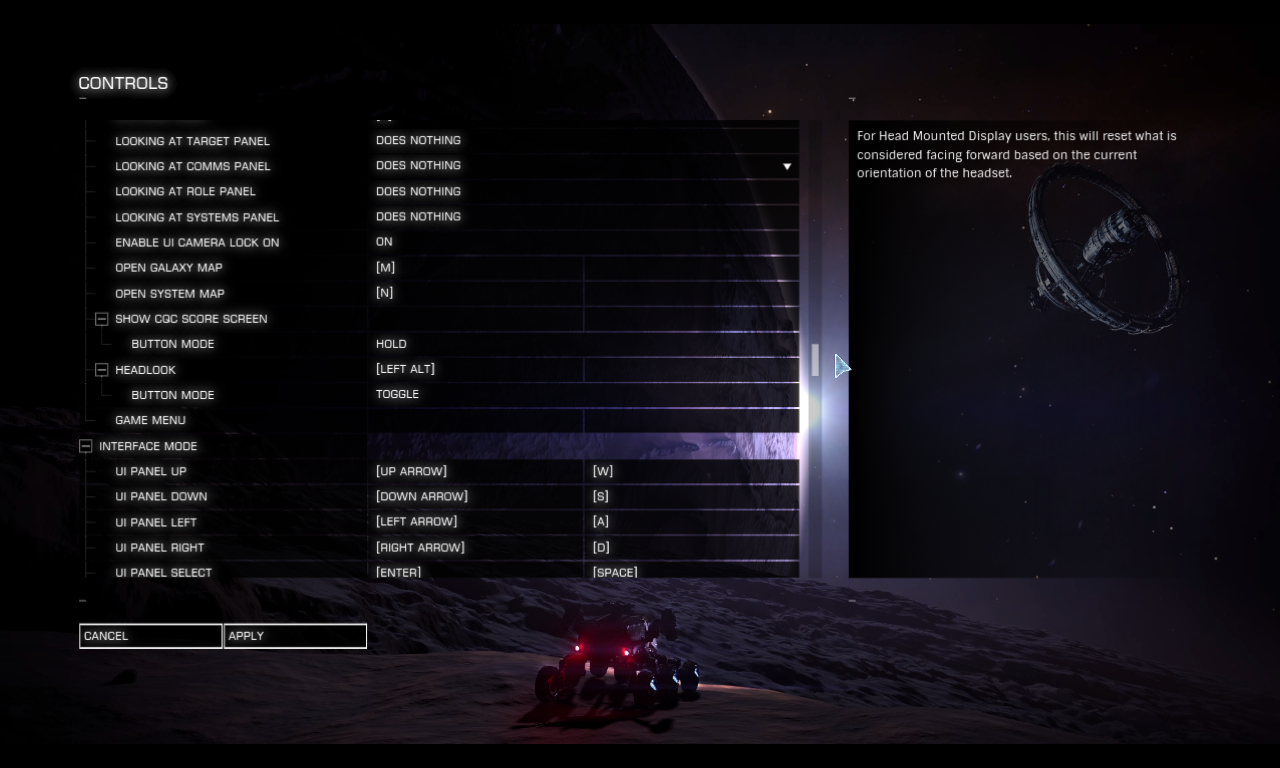 CONTROLS
LOOKING AT TARGET PANEL DOES NOTHING
LOOKING AT COMMS PANEL DOES NOTHING
LOOKING AT ROLE PANEL DOES NOTHING
LOOKING AT SYSTEMS PANEL DOES NOTHING
ENABLE UI CAMERA LOCK ON ON
OPEN GALAXY MAP [M]
OPEN SYSTEM MAP [N]
SHOW CQC SCORE SCREEN
BUTTON MODE HOLD
HEADLOOK [LEFT ALT]
BUTTON MODE TOGGLE
GAME MENU
INTERFACE MODE
UI PANEL UP [UP ARROW] [W]
UI PANEL DOWN [DOWN ARROW] [S]
UI PANEL LEFT [LEFT ARROW] [A]
UI PANEL RIGHT [RIGHT ARROW] [D]
UI PANEL SELECT [ENTER] [SPACE]
CANCEL APPLY
For Head Mounted Display users, this will reset what is
considered facing forward based on the current
orientation of the headset.